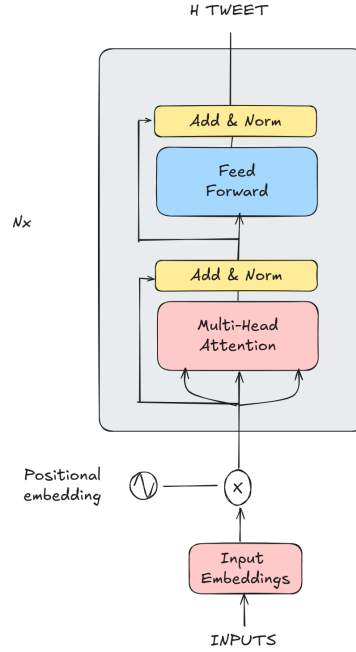 H TWEET
Add & Norm
Feed
Forward
Nx
Add & Norm
Multi-Head
Attention
Positional
embedding
x
Input
Embeddings
INPUTS